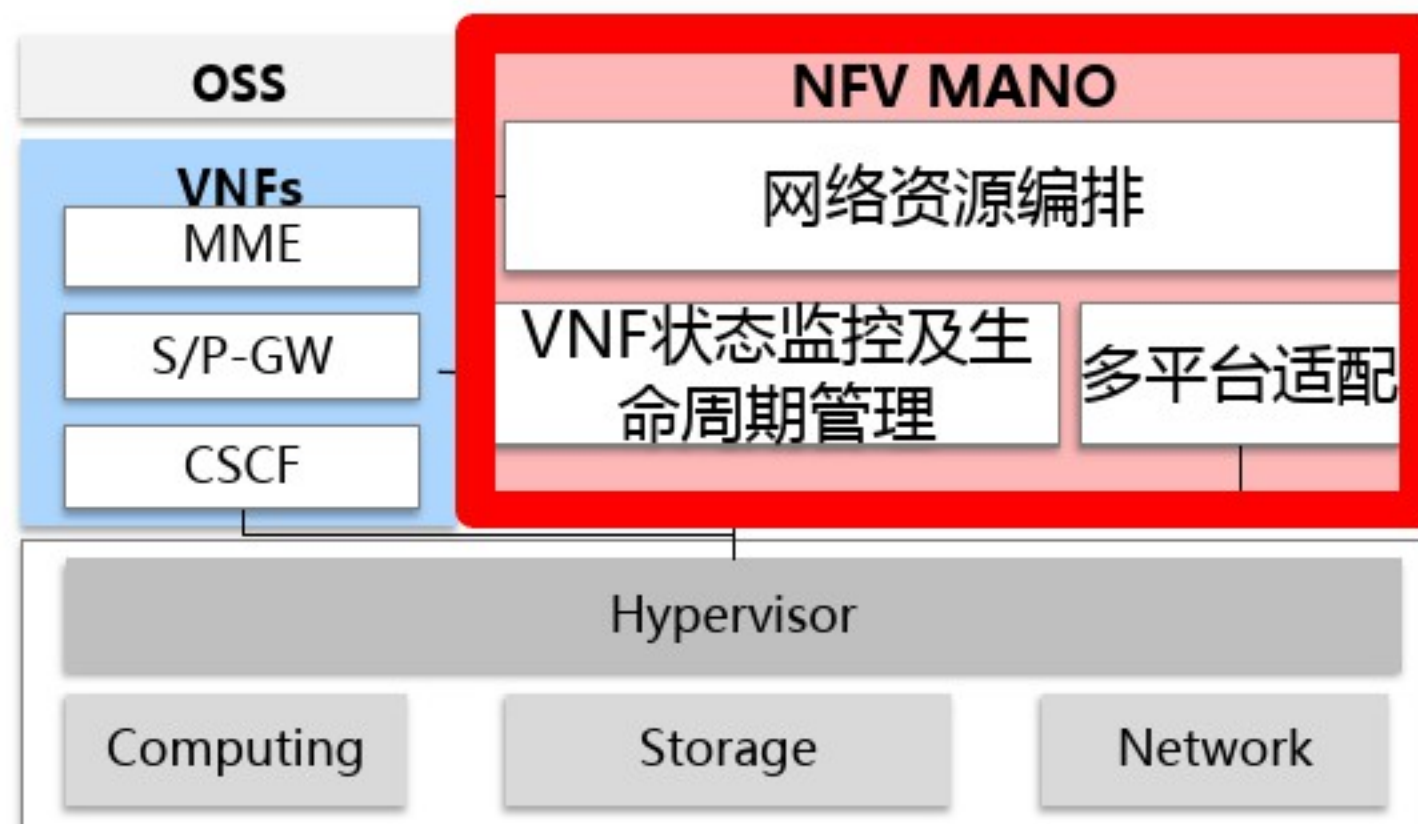 OSS
VNFs
MME
S/P-GW
CSCF
NFV MANO
网络资源编排
VNF状态监控及生
命周期管理
多平台适配
Hypervisor
Computing
Storage
Network